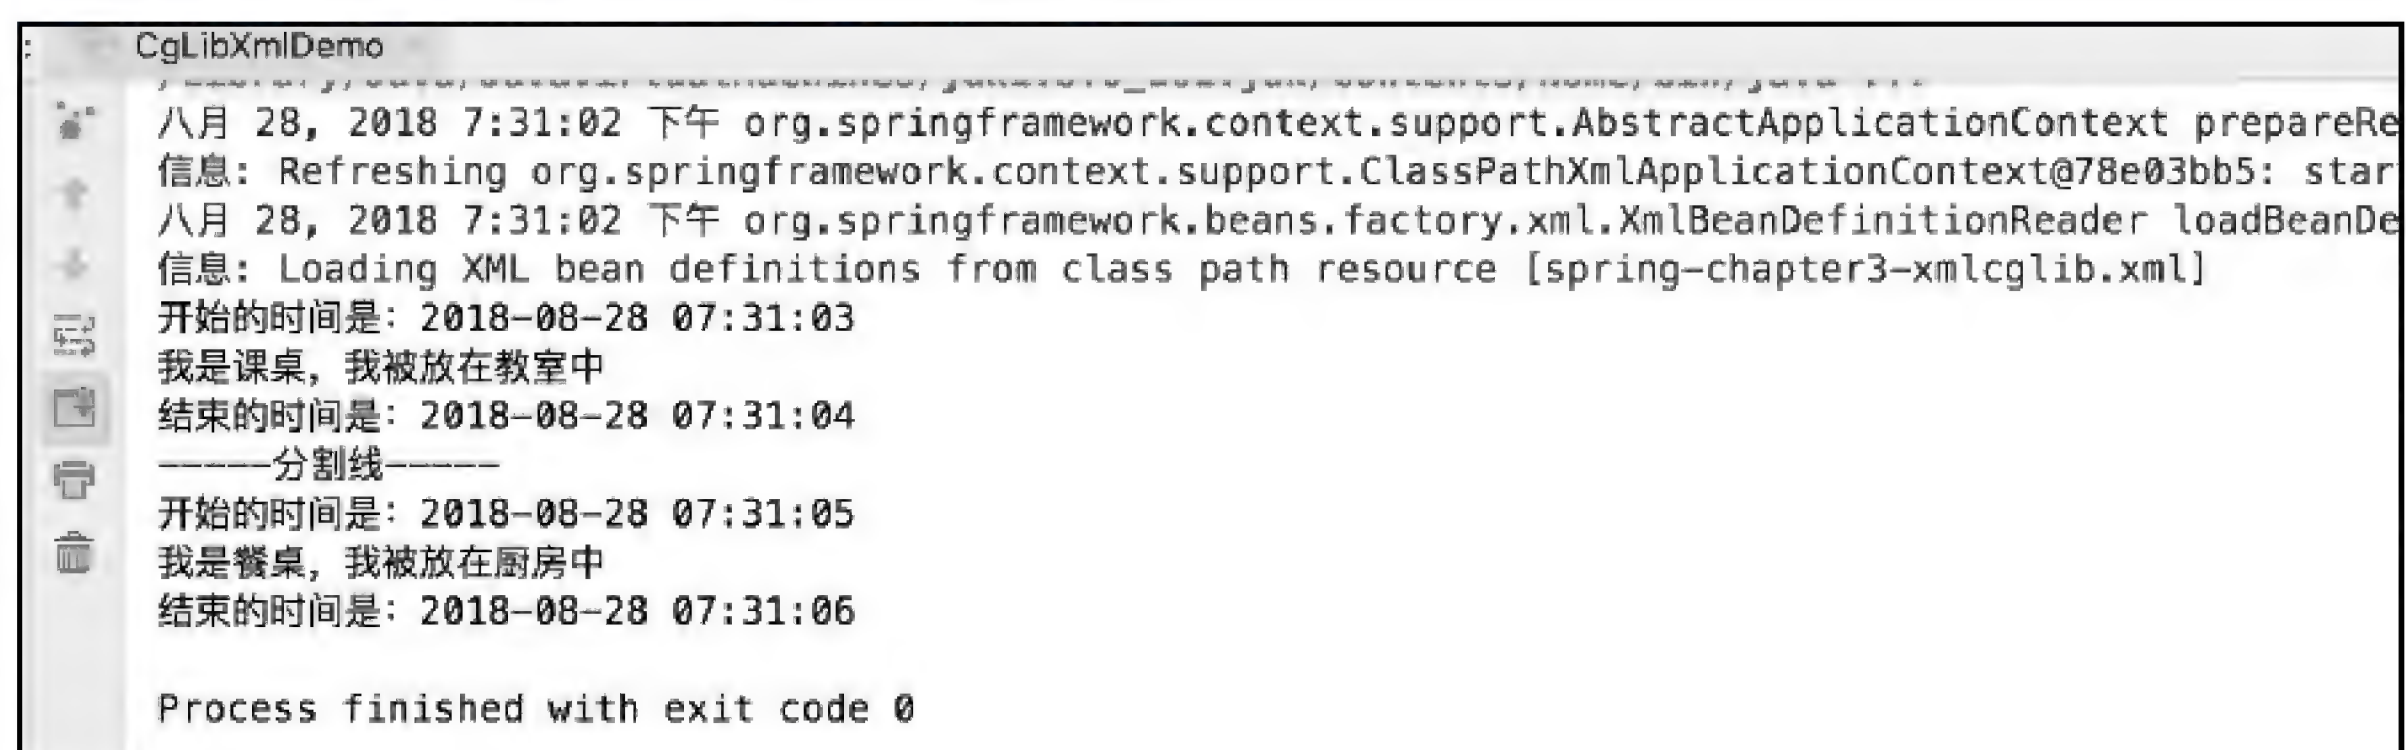 CgLibXmlDemo
八月 28, 2018 7:31:02 下午 org.springframework.context.support.AbstractApplicationContext prepareRe
信息: Refreshing org.springframework.context.support.ClassPathXmlApplicationContext@78e03bb5: star
八月 28, 2018 7:31:02 下午 org.springframework.beans.factory.xml.XmlBeanDefinitionReader loadBeanDe
信息: Loading XML bean definitions from class path resource [spring-chapter3-xmlcglib.xml]
开始的时间是: 2018-08-28 07:31:03
我是课桌，我被放在教室中
结束的时间是: 2018-08-28 07:31:04
-----分割线-----
开始的时间是: 2018-08-28 07:31:05
我是餐桌，我被放在厨房中
结束的时间是: 2018-08-28 07:31:06
Process finished with exit code 0